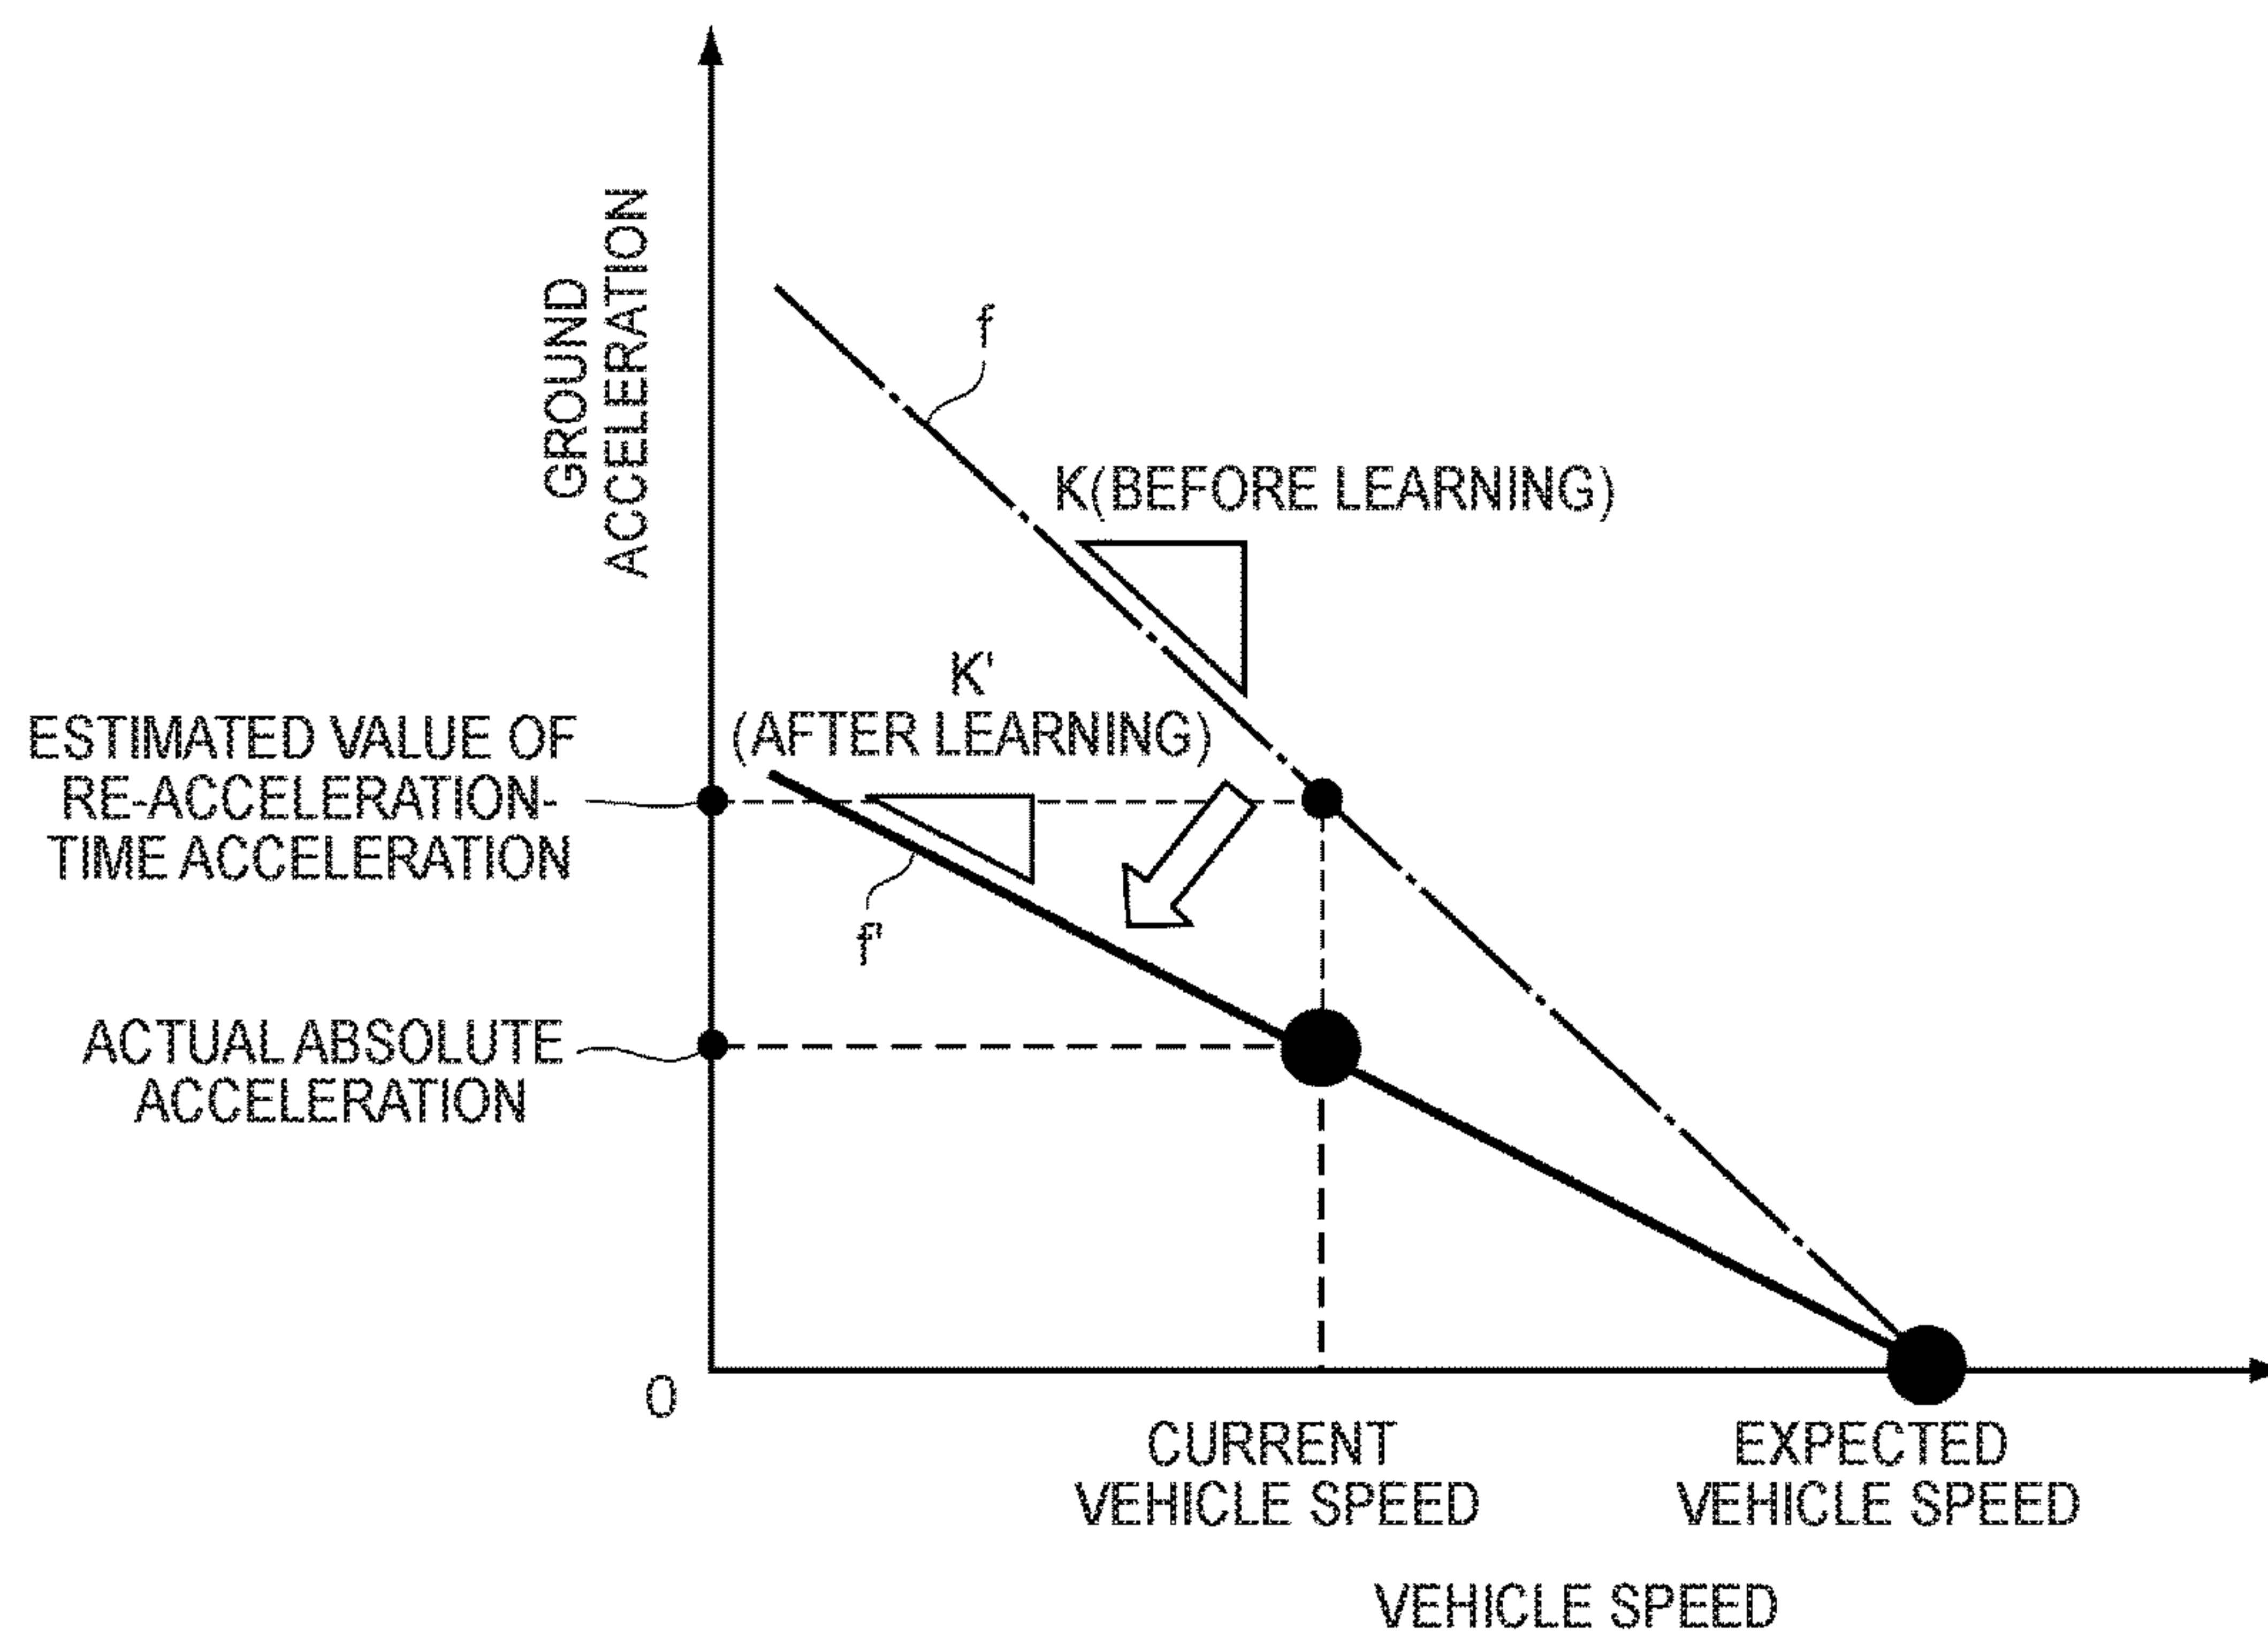 GROUND
ACCELERATION
f
K(BEFORE LEARNING)
K'
(AFTER LEARNING)
ESTIMATED VALUE OF
RE-ACCELERATION-
TIME ACCELERATION
f'
ACTUAL ABSOLUTE
ACCELERATION
0
CURRENT
VEHICLE SPEED
EXPECTED
VEHICLE SPEED
VEHICLE SPEED